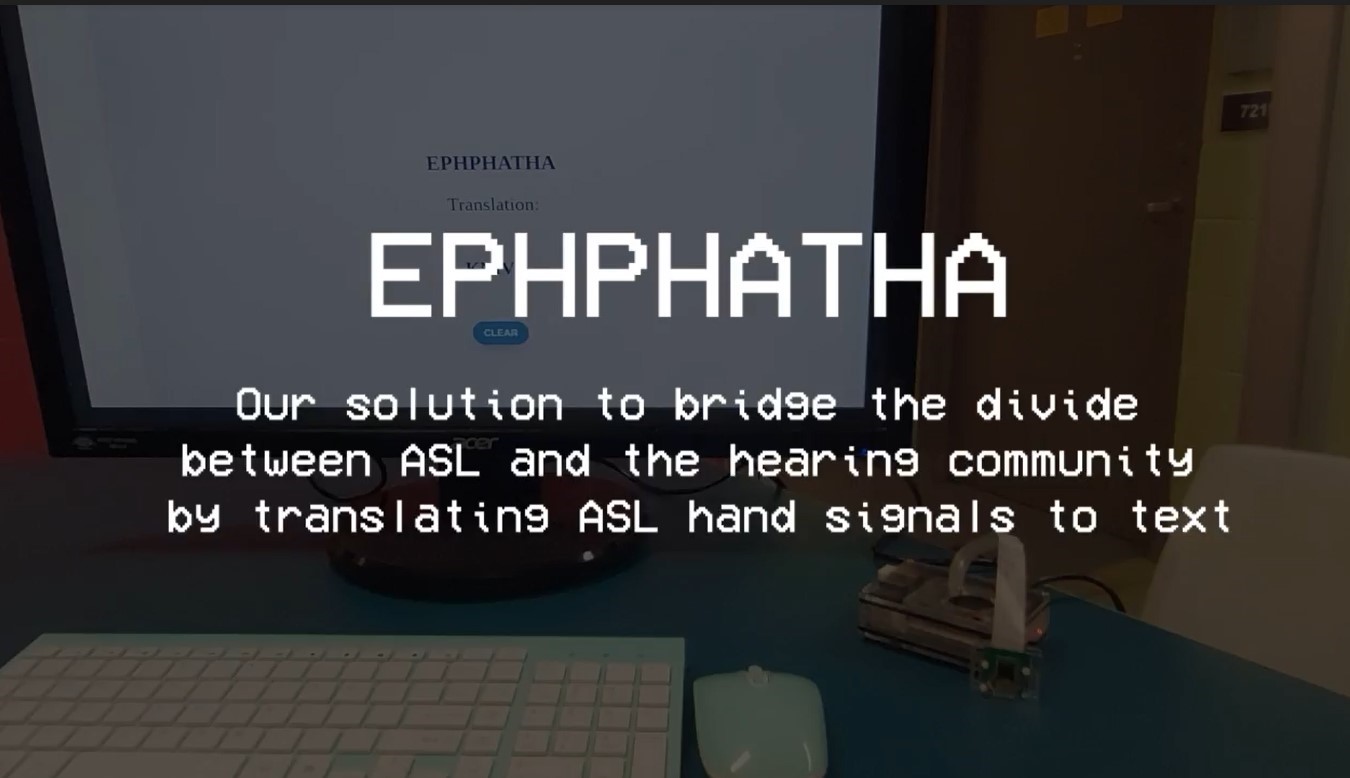 721
EPHPHATHA
Translation:
EPHPHATHA
CLEAR
Our solution to bridge the divide
between ASL and the hearing community
acer
by translating ASL hand signals to text